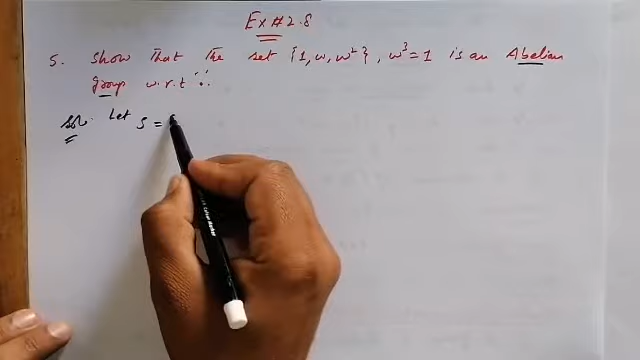 Ex # 2.8
5. Show that the set {1, ω, ω²}, ω³=1 is an Abelian
Group w.r.t '.'
Sol. Let S = {